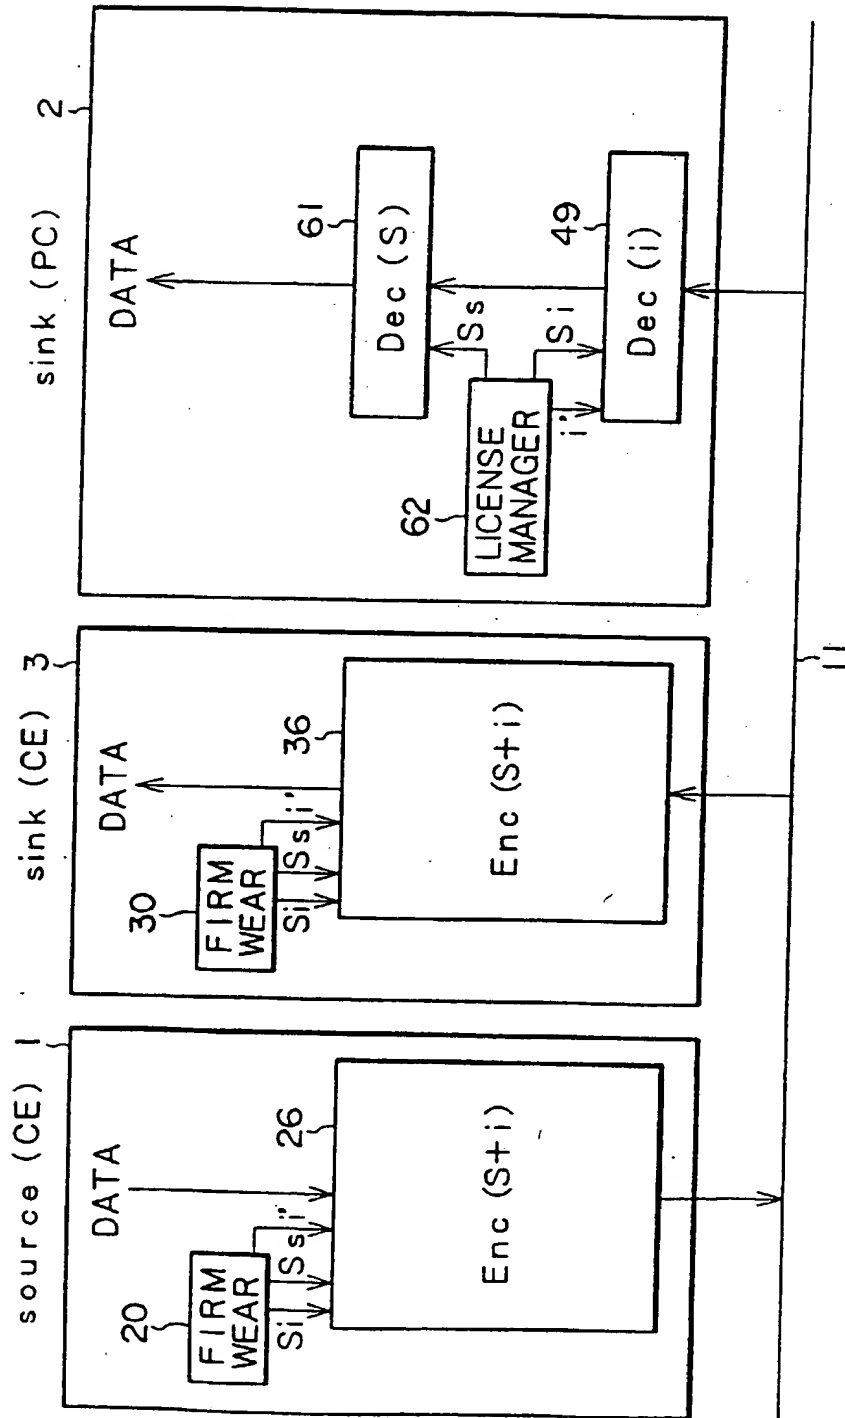 source (CE)
1
DATA
20
FIRM
WEAR
Si
Ss
i'
26
Enc (S+i)
sink (CE)
3
DATA
30
FIRM
WEAR
Si
Ss
i'
36
Enc (S+i)
sink (PC)
2
DATA
61
Dec (S)
Ss
62
LICENSE
MANAGER
Si
i'
49
Dec (i)
11